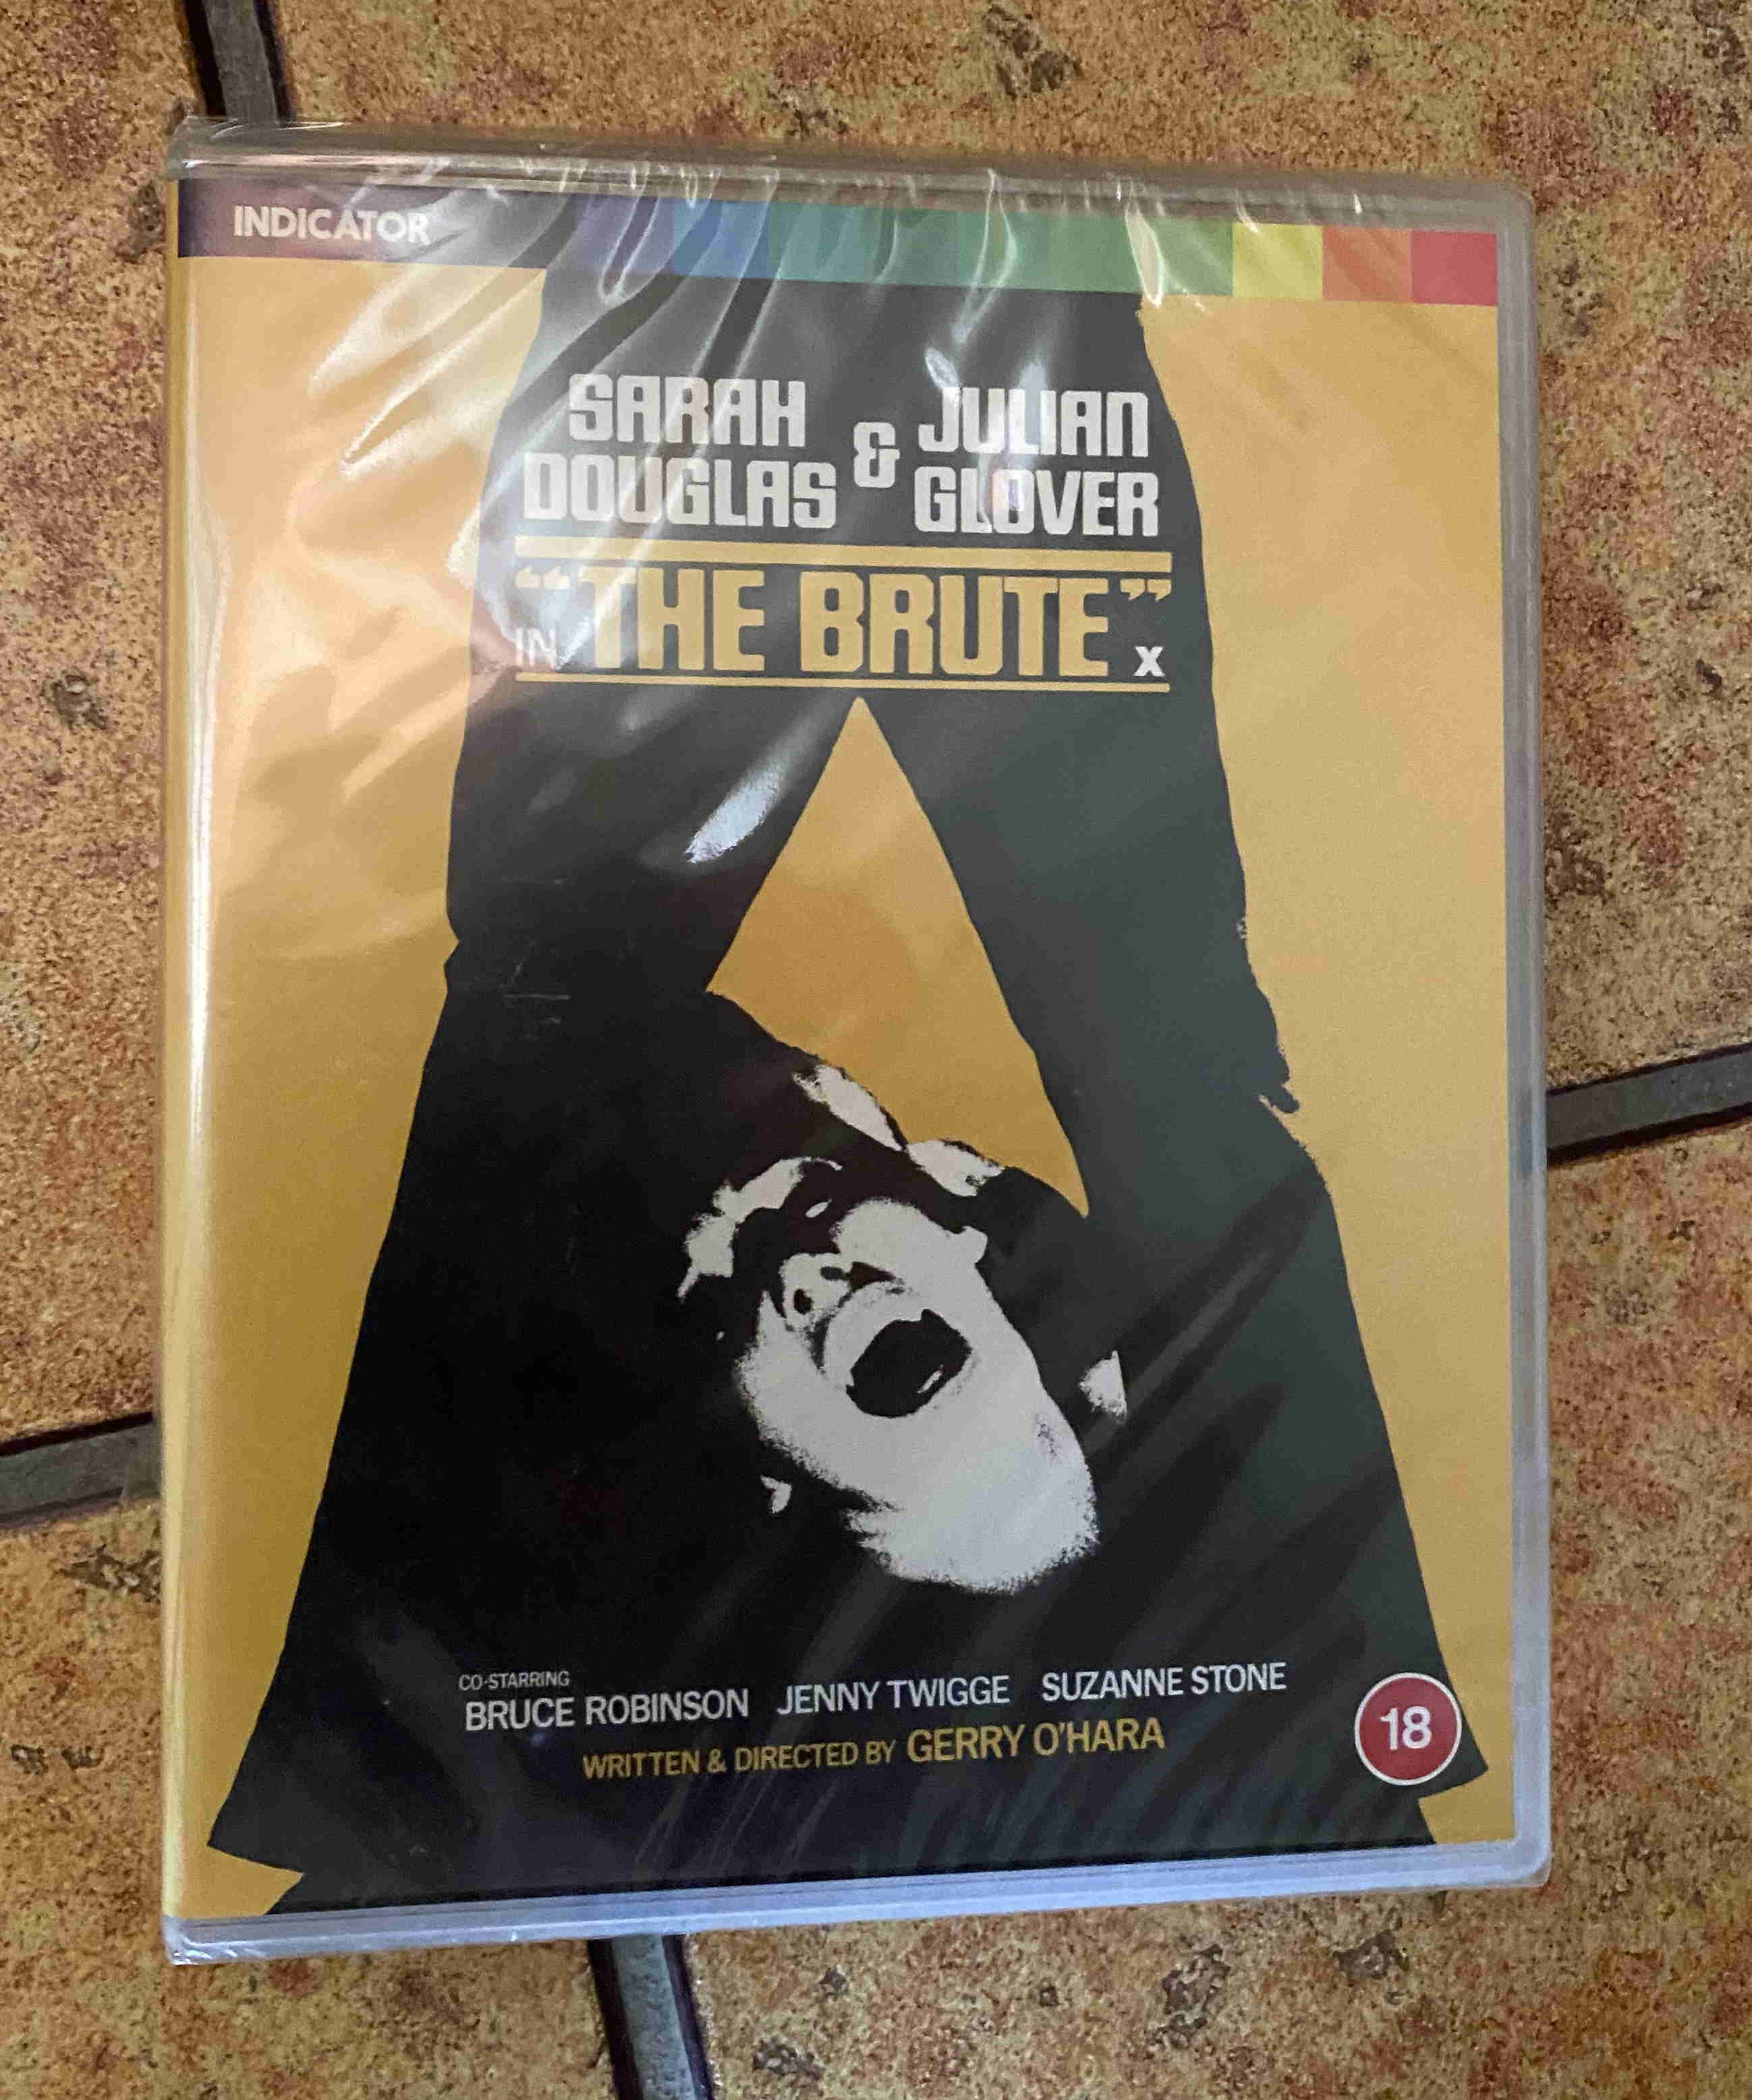 INDICATOR
SARAH DOUGLAS & JULIAN GLOVER
IN "THE BRUTE" X
CO-STARRING
BRUCE ROBINSON JENNY TWIGGE SUZANNE STONE
WRITTEN & DIRECTED BY GERRY O'HARA
18